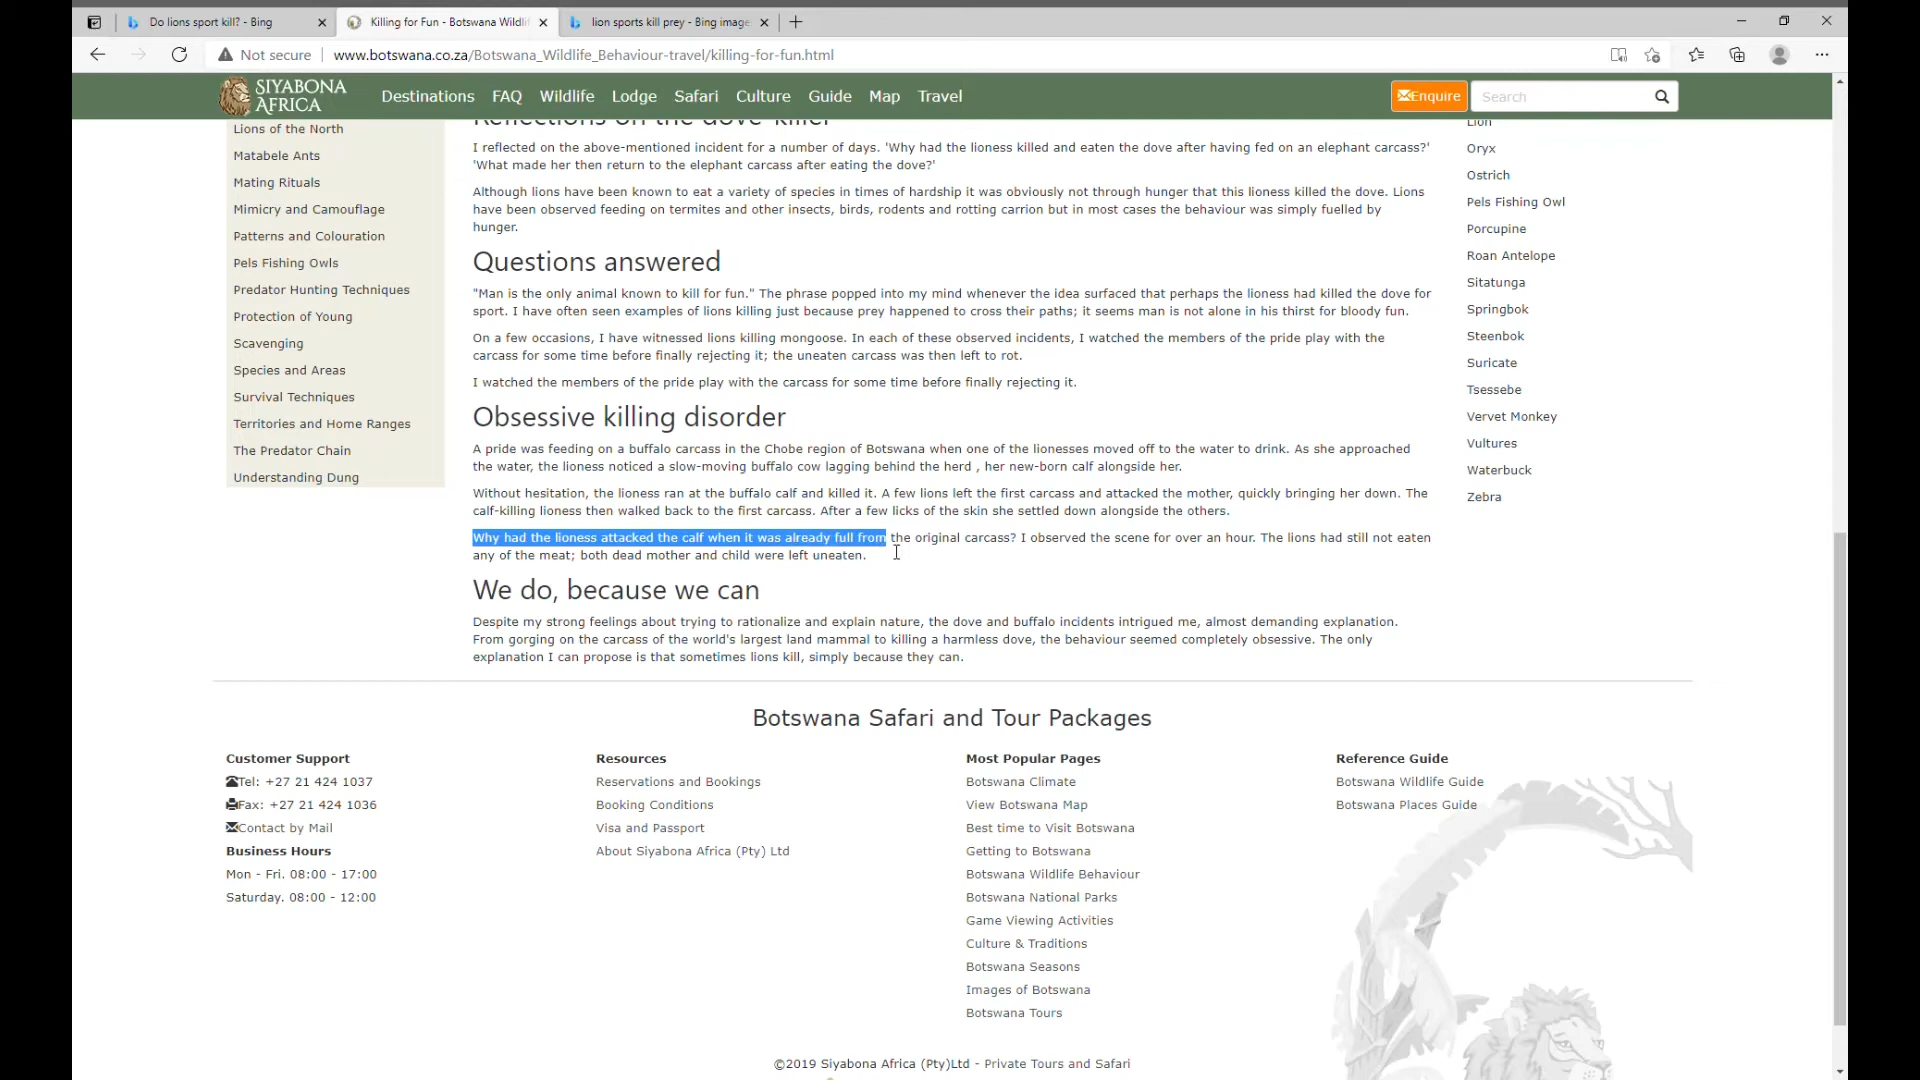 Do lions sport kill? - Bing
Killing for Fun - Botswana Wildli
lion sports kill prey - Bing image
Not secure
www.botswana.co.za/Botswana_Wildlife_Behaviour-travel/killing-for-fun.html
SIYABONA
AFRICA
Destinations FAQ Wildlife Lodge Safari Culture Guide Map Travel
Enquire
Search
Lions of the North
Matabele Ants
Mating Rituals
Mimicry and Camouflage
Patterns and Colouration
Pels Fishing Owls
Predator Hunting Techniques
Protection of Young
Scavenging
Species and Areas
Survival Techniques
Territories and Home Ranges
The Predator Chain
Understanding Dung
Reflections on the dove-killer
I reflected on the above-mentioned incident for a number of days. 'Why had the lioness killed and eaten the dove after having fed on an elephant carcass?'
'What made her then return to the elephant carcass after eating the dove?'
Although lions have been known to eat a variety of species in times of hardship it was obviously not through hunger that this lioness killed the dove. Lions
have been observed feeding on termites and other insects, birds, rodents and rotting carrion but in most cases the behaviour was simply fuelled by
hunger.
Questions answered
"Man is the only animal known to kill for fun." The phrase popped into my mind whenever the idea surfaced that perhaps the lioness had killed the dove for
sport. I have often seen examples of lions killing just because prey happened to cross their paths; it seems man is not alone in his thirst for bloody fun.
On a few occasions, I have witnessed lions killing mongoose. In each of these observed incidents, I watched the members of the pride play with the
carcass for some time before finally rejecting it; the uneaten carcass was then left to rot.
I watched the members of the pride play with the carcass for some time before finally rejecting it.
Obsessive killing disorder
A pride was feeding on a buffalo carcass in the Chobe region of Botswana when one of the lionesses moved off to the water to drink. As she approached
the water, the lioness noticed a slow-moving buffalo cow lagging behind the herd , her new-born calf alongside her.
Without hesitation, the lioness ran at the buffalo calf and killed it. A few lions left the first carcass and attacked the mother, quickly bringing her down. The
calf-killing lioness then walked back to the first carcass. After a few licks of the skin she settled down alongside the others.
Why had the lioness attacked the calf when it was already full from the original carcass? I observed the scene for over an hour. The lions had still not eaten
any of the meat; both dead mother and child were left uneaten.
We do, because we can
Despite my strong feelings about trying to rationalize and explain nature, the dove and buffalo incidents intrigued me, almost demanding explanation.
From gorging on the carcass of the world's largest land mammal to killing a harmless dove, the behaviour seemed completely obsessive. The only
explanation I can propose is that sometimes lions kill, simply because they can.
Lion
Oryx
Ostrich
Pels Fishing Owl
Porcupine
Roan Antelope
Sitatunga
Springbok
Steenbok
Suricate
Tsessebe
Vervet Monkey
Vultures
Waterbuck
Zebra
Botswana Safari and Tour Packages
Customer Support
Tel: +27 21 424 1037
Fax: +27 21 424 1036
Contact by Mail
Business Hours
Mon - Fri. 08:00 - 17:00
Saturday. 08:00 - 12:00
Resources
Reservations and Bookings
Booking Conditions
Visa and Passport
About Siyabona Africa (Pty) Ltd
Most Popular Pages
Botswana Climate
View Botswana Map
Best time to Visit Botswana
Getting to Botswana
Botswana Wildlife Behaviour
Botswana National Parks
Game Viewing Activities
Culture & Traditions
Botswana Seasons
Images of Botswana
Botswana Tours
Reference Guide
Botswana Wildlife Guide
Botswana Places Guide
©2019 Siyabona Africa (Pty)Ltd - Private Tours and Safari